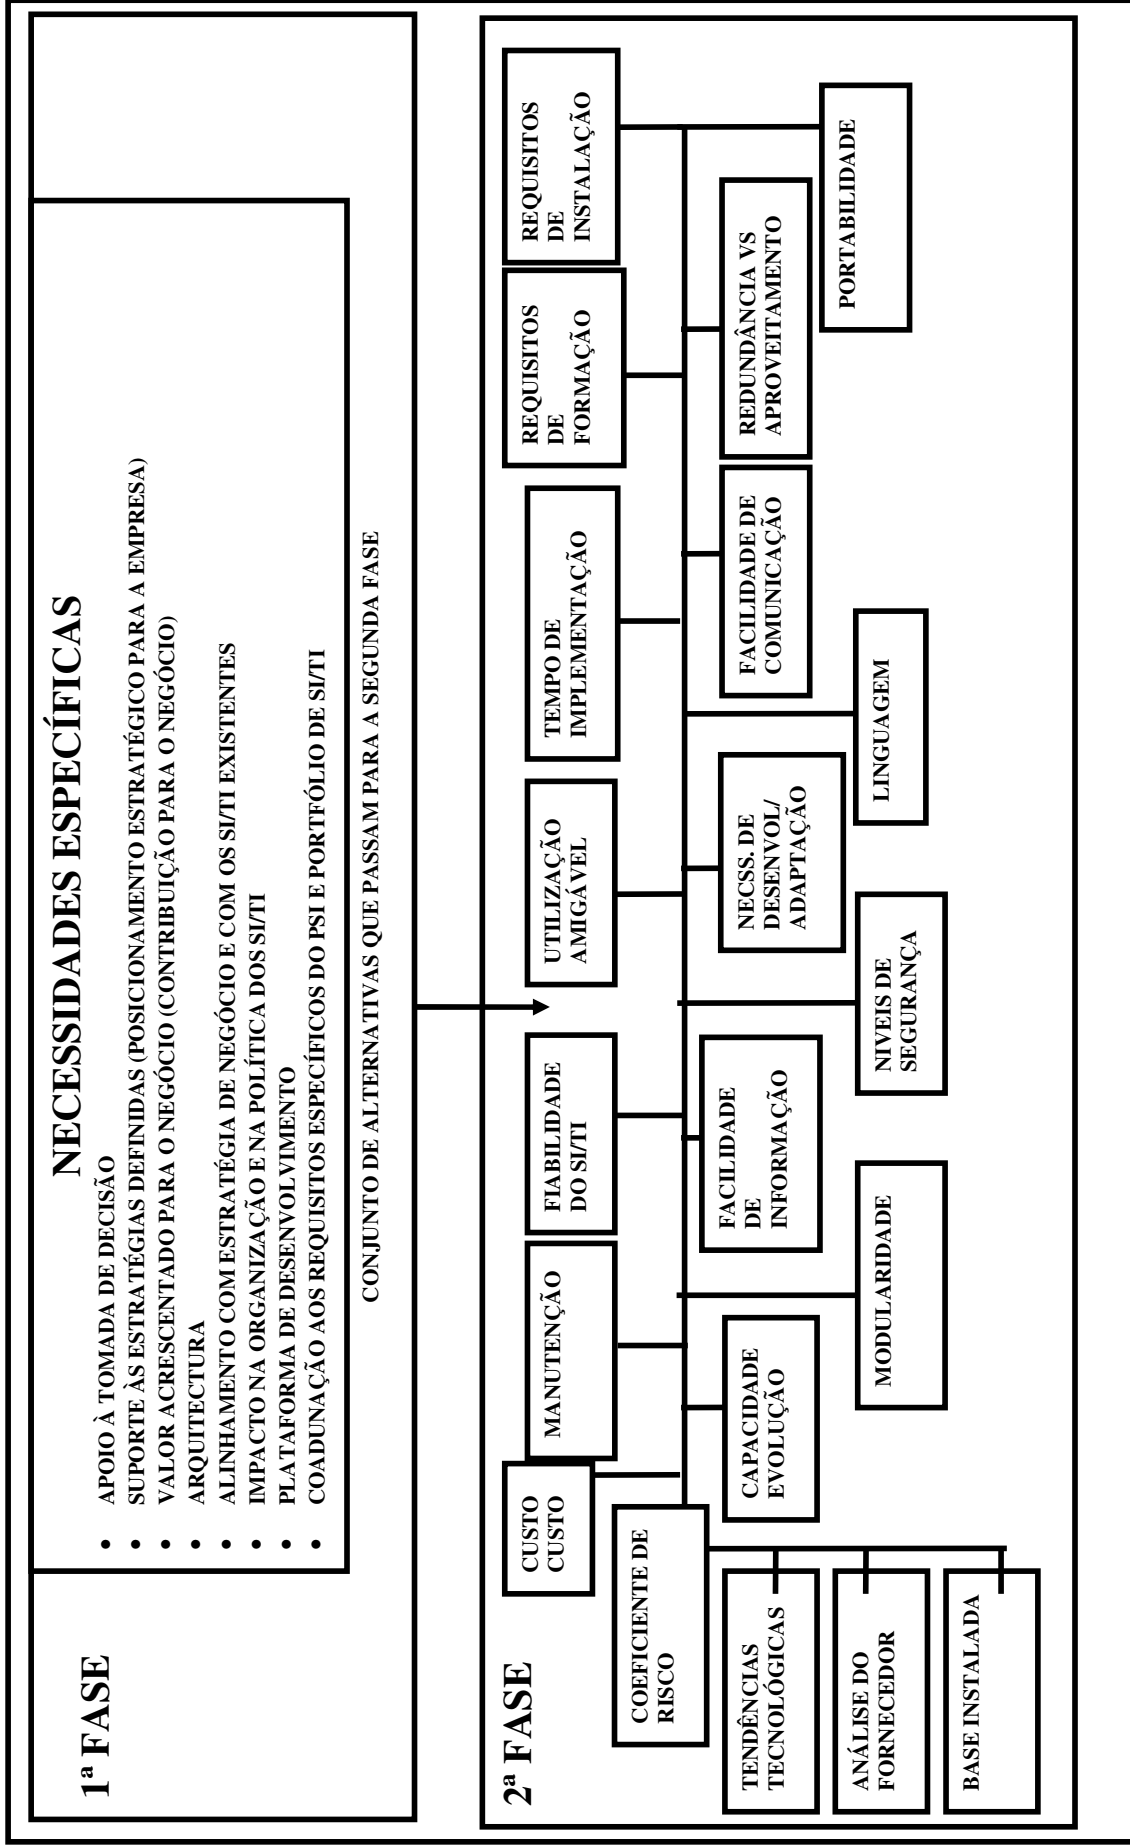 1ª FASE
NECESSIDADES ESPECÍFICAS
• APOIO À TOMADA DE DECISÃO
• SUPORTE ÀS ESTRATÉGIAS DEFINIDAS (POSICIONAMENTO ESTRATÉGICO PARA A EMPRESA)
• VALOR ACRESCENTADO PARA O NEGÓCIO (CONTRIBUIÇÃO PARA O NEGÓCIO)
• ARQUITECTURA
• ALINHAMENTO COM ESTRATÉGIA DE NEGÓCIO E COM OS SI/TI EXISTENTES
• IMPACTO NA ORGANIZAÇÃO E NA POLÍTICA DOS SI/TI
• PLATAFORMA DE DESENVOLVIMENTO
• COADUNAÇÃO AOS REQUISITOS ESPECÍFICOS DO PSI E PORTFÓLIO DE SI/TI
CONJUNTO DE ALTERNATIVAS QUE PASSAM PARA A SEGUNDA FASE
2ª FASE
CUSTO
CUSTO
MANUTENÇÃO
FIABILIDADE
DO SI/TI
UTILIZAÇÃO
AMIGÁVEL
TEMPO DE
IMPLEMENTAÇÃO
REQUISITOS
DE
FORMAÇÃO
REQUISITOS
DE
INSTALAÇÃO
COEFICIENTE DE
RISCO
TENDÊNCIAS
TECNOLÓGICAS
ANÁLISE DO
FORNECEDOR
BASE INSTALADA
CAPACIDADE
EVOLUÇÃO
MODULARIDADE
FACILIDADE
DE
INFORMAÇÃO
NIVEIS DE
SEGURANÇA
NECSS. DE
DESENVOL/
ADAPTAÇÃO
LINGUAGEM
FACILIDADE DE
COMUNICAÇÃO
REDUNDÂNCIA VS
APROVEITAMENTO
PORTABILIDADE